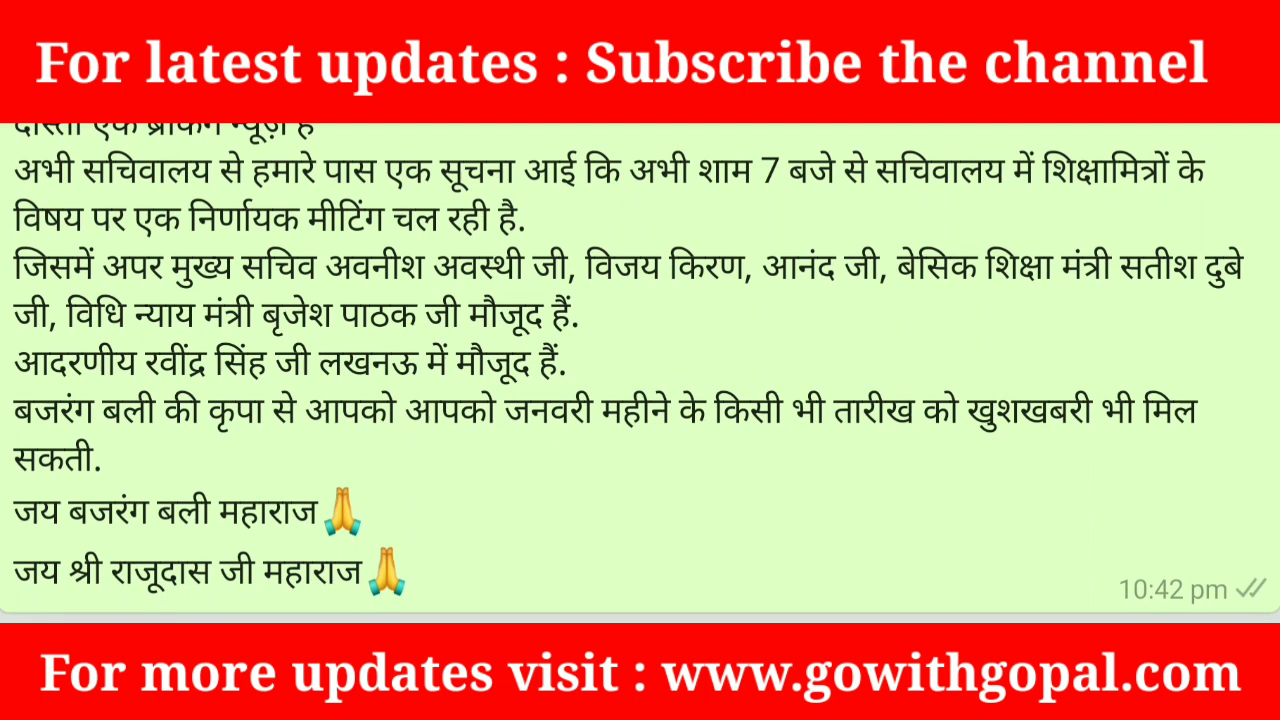 For latest updates : Subscribe the channel
दोस्तों एक ब्रेकिंग न्यूज़ है
अभी सचिवालय से हमारे पास एक सूचना आई कि अभी शाम 7 बजे से सचिवालय में शिक्षामित्रों के
विषय पर एक निर्णायक मीटिंग चल रही है.
जिसमें अपर मुख्य सचिव अवनीश अवस्थी जी, विजय किरण, आनंद जी, बेसिक शिक्षा मंत्री सतीश दुबे
जी, विधि न्याय मंत्री बृजेश पाठक जी मौजूद हैं.
आदरणीय रवींद्र सिंह जी लखनऊ में मौजूद हैं.
बजरंग बली की कृपा से आपको आपको जनवरी महीने के किसी भी तारीख को खुशखबरी भी मिल
सकती.
जय बजरंग बली महाराज🙏
जय श्री राजूदास जी महाराज🙏
10:42 pm
For more updates visit : www.gowithgopal.com